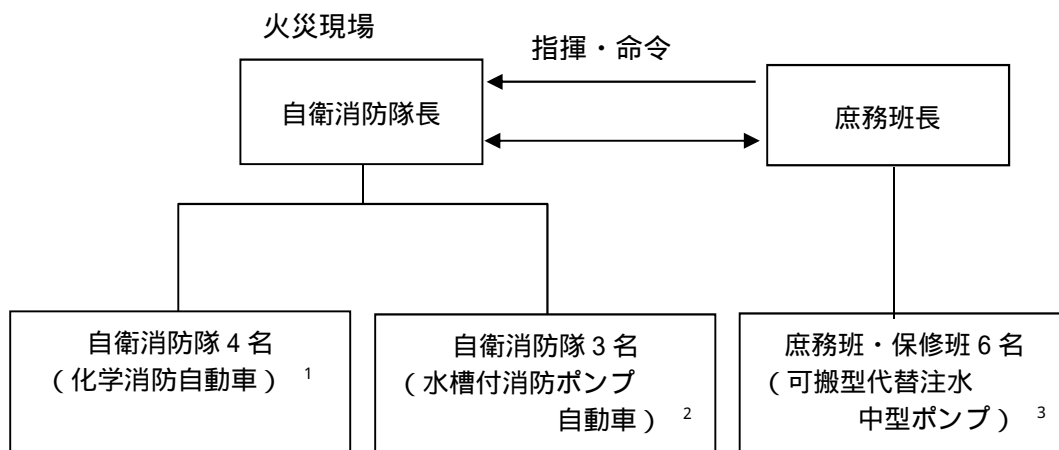 火災現場
指揮・命令
自衛消防隊長
庶務班長
自衛消防隊4名
(化学消防自動車) 1
自衛消防隊3名
(水槽付消防ポンプ
自動車) 2
庶務班・保修班6名
(可搬型代替注水
中型ポンプ) 3